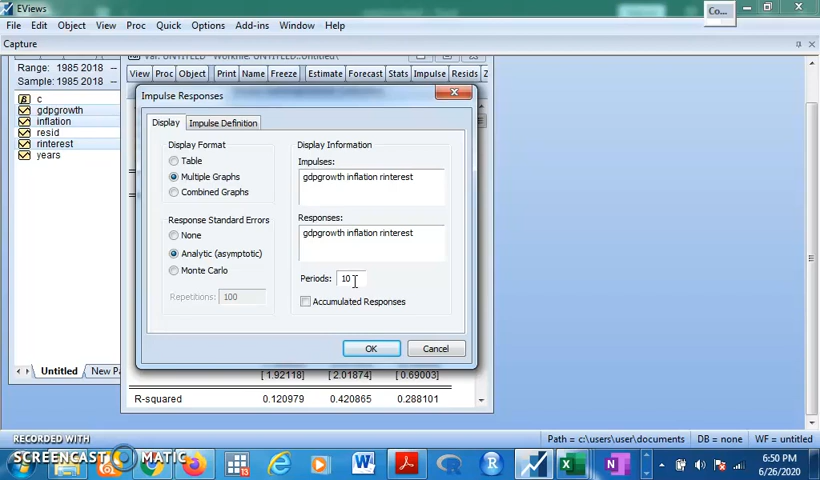 EViews
Co...
File Edit Object View Proc Quick Options Add-ins Window Help
Capture
Range: 1985 2018 --
Sample: 1985 2018 --
View Proc Object Print Name Freeze Estimate Forecast Stats Impulse Resids
c
gdpgrowth
inflation
resid
rinterest
years
Impulse Responses
Display Impulse Definition
Display Format
Table
Multiple Graphs
Combined Graphs
Response Standard Errors
None
Analytic (asymptotic)
Monte Carlo
Repetitions: 100
Display Information
Impulses:
gdpgrowth inflation rinterest
Responses:
gdpgrowth inflation rinterest
Periods: 10
Accumulated Responses
OK Cancel
Untitled New Pa
[ 1.92118] [ 2.01874] [ 0.69003]
R-squared 0.120979 0.420865 0.288101
Path = c:\users\user\documents DB = none WF = untitled
RECORDED WITH
SCREENCAST MATIC
6:50 PM
6/26/2020